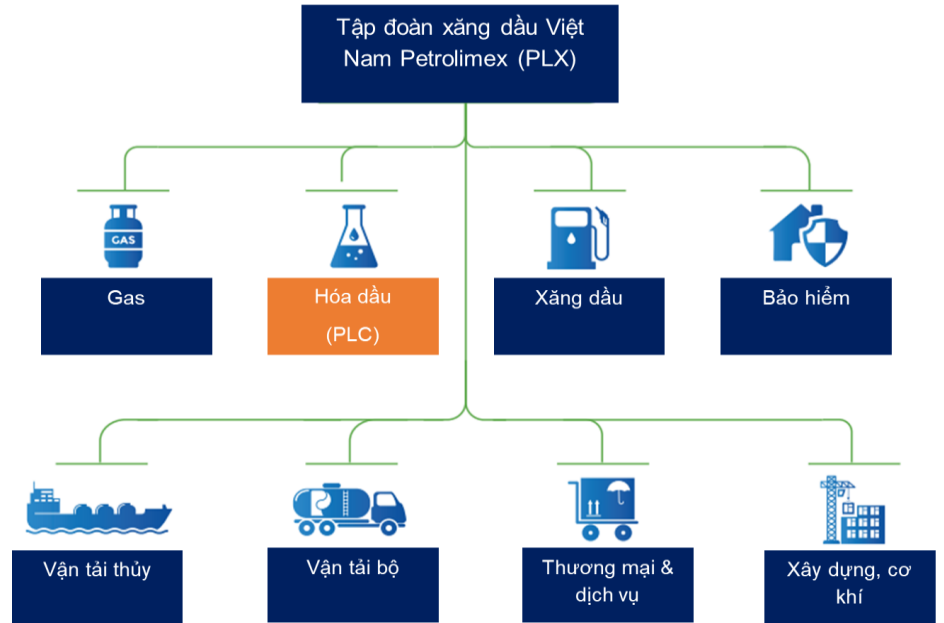 Tập đoàn xăng dầu Việt
Nam Petrolimex (PLX)
GAS
Gas
Hóa dầu
(PLC)
Xăng dầu
Bảo hiểm
Vận tải thủy
Vận tải bộ
Thương mại &
dịch vụ
Xây dựng, cơ
khí